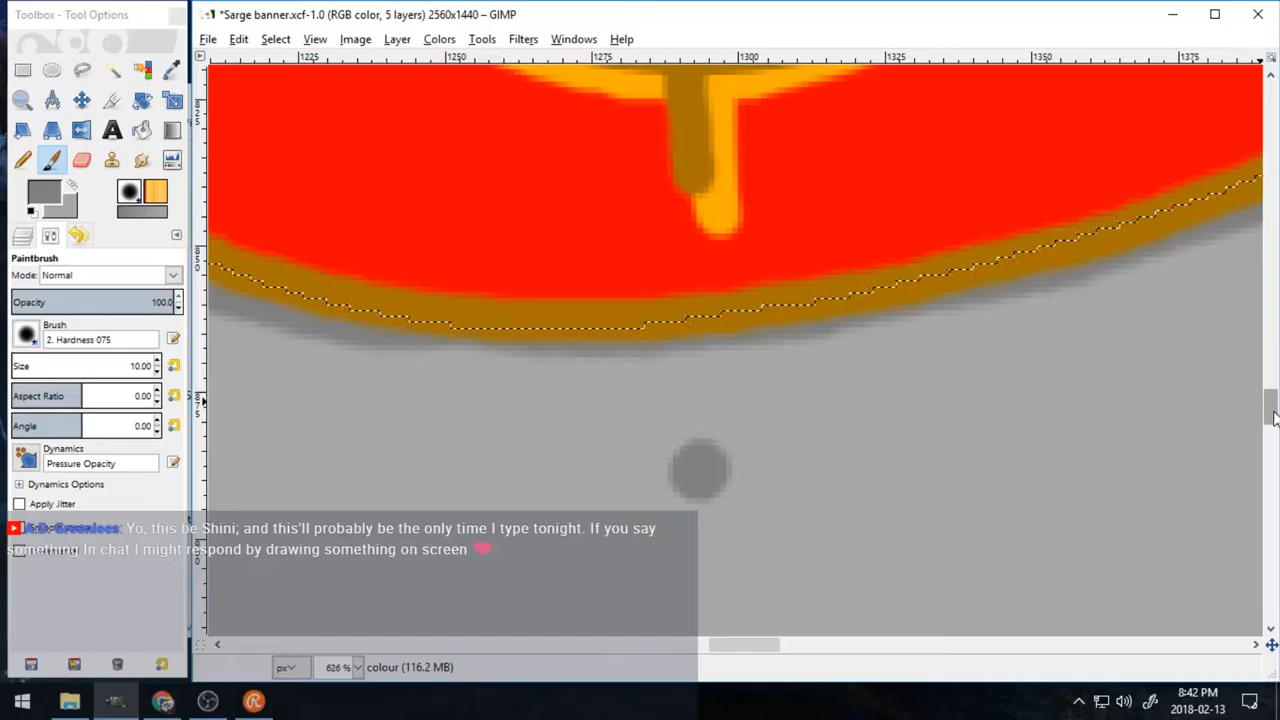 Toolbox - Tool Options
*Sarge banner.xcf-1.0 (RGB color, 5 layers) 2560x1440 – GIMP
File Edit Select View Image Layer Colors Tools Filters Windows Help
1225 1250 1275 1300 1325 1350 1375
825
850
875
Paintbrush
Mode: Normal
Opacity 100.0
Brush
2. Hardness 075
Size 10.00
Aspect Ratio 0.00
Angle 0.00
Dynamics
Pressure Opacity
Dynamics Options
Apply Jitter
A.D. Greenlees: Yo, this be Shini; and this'll probably be the only time I type tonight. If you say
something In chat I might respond by drawing something on screen
px 626 % colour (116.2 MB)
8:42 PM
2018-02-13